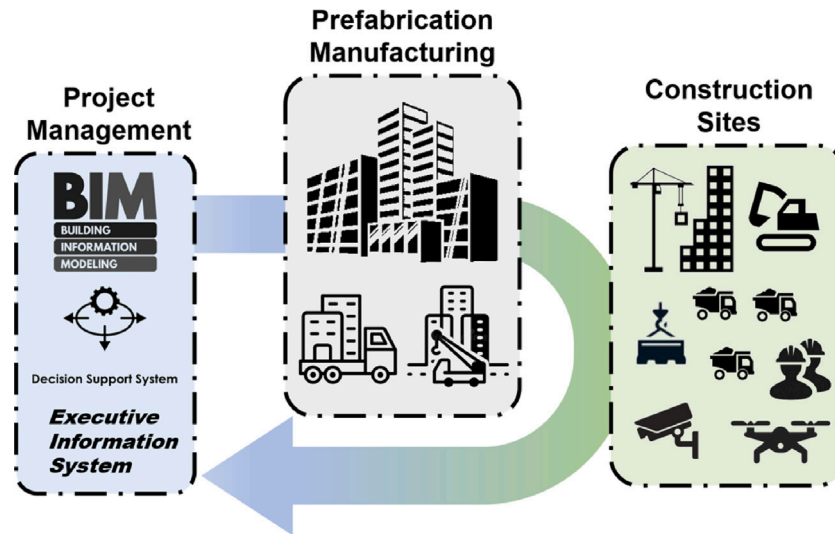 Project
Management
BIM
BUILDING
INFORMATION
MODELING
Decision Support System
Executive
Information
System
Prefabrication
Manufacturing
Construction
Sites